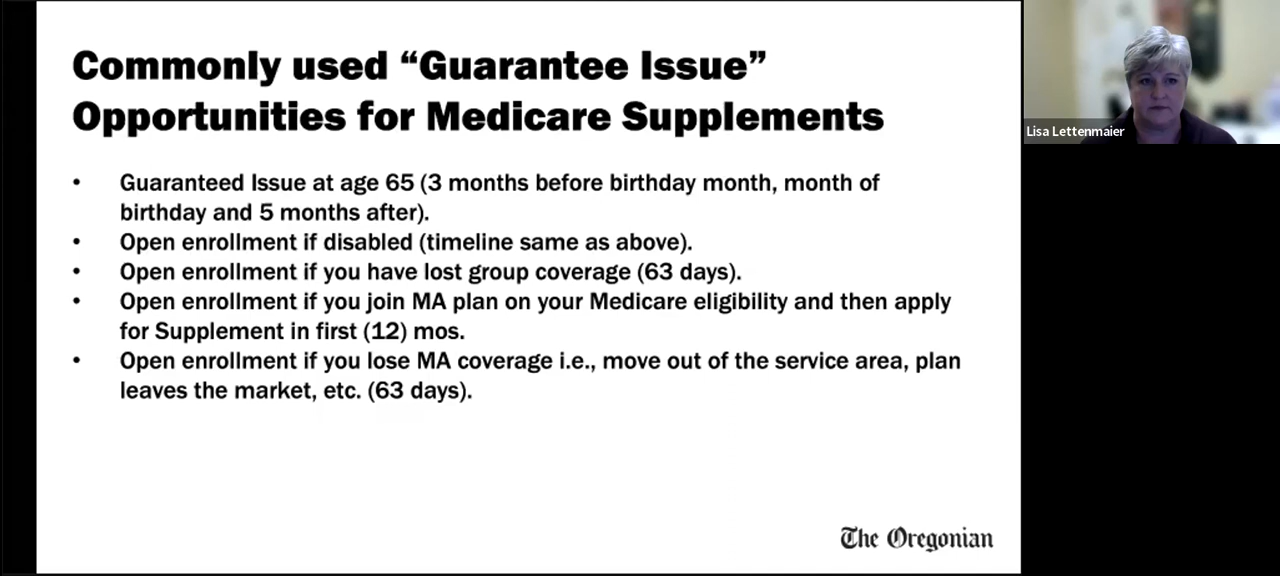 Commonly used “Guarantee Issue”
Opportunities for Medicare Supplements
• Guaranteed Issue at age 65 (3 months before birthday month, month of
birthday and 5 months after).
• Open enrollment if disabled (timeline same as above).
• Open enrollment if you have lost group coverage (63 days).
• Open enrollment if you join MA plan on your Medicare eligibility and then apply
for Supplement in first (12) mos.
• Open enrollment if you lose MA coverage i.e., move out of the service area, plan
leaves the market, etc. (63 days).
The Oregonian
Lisa Lettenmaier